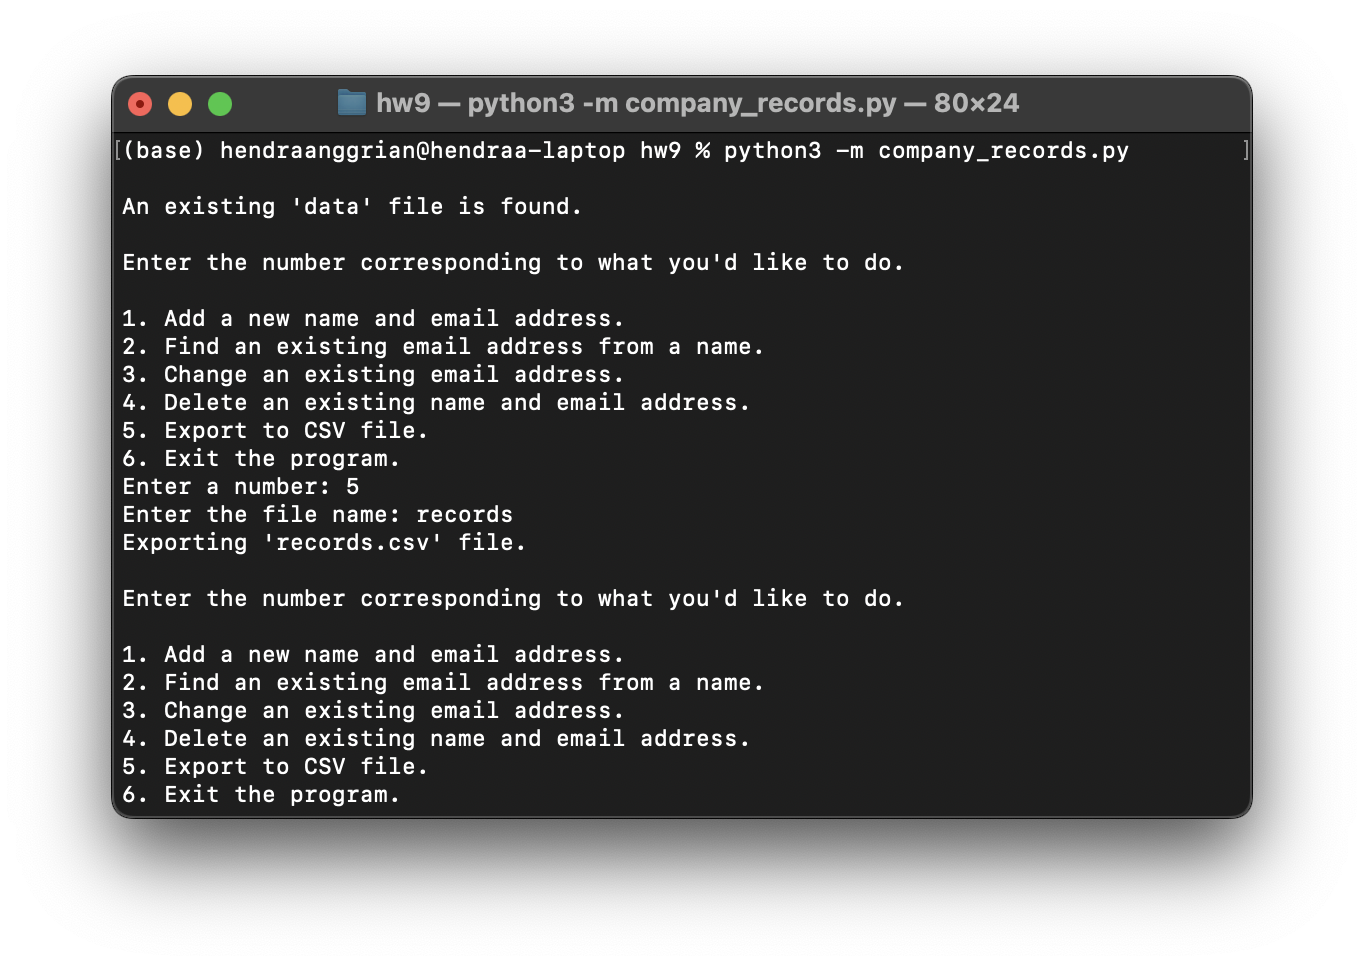 hw9 — python3 -m company_records.py — 80×24
[(base) hendraanggrian@hendraa-laptop hw9 % python3 -m company_records.py ]
An existing 'data' file is found.
Enter the number corresponding to what you'd like to do.
1. Add a new name and email address.
2. Find an existing email address from a name.
3. Change an existing email address.
4. Delete an existing name and email address.
5. Export to CSV file.
6. Exit the program.
Enter a number: 5
Enter the file name: records
Exporting 'records.csv' file.
Enter the number corresponding to what you'd like to do.
1. Add a new name and email address.
2. Find an existing email address from a name.
3. Change an existing email address.
4. Delete an existing name and email address.
5. Export to CSV file.
6. Exit the program.